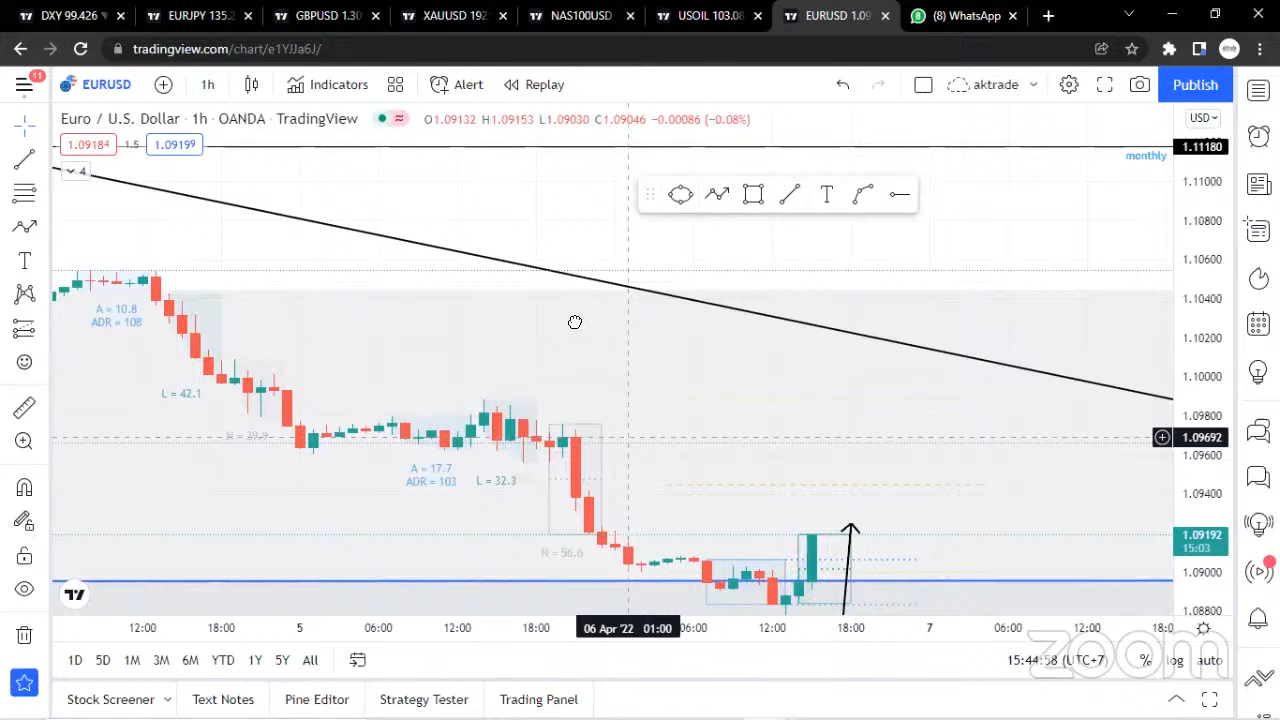 DXY 99.426
EURJPY 135.2
GBPUSD 1.30
XAUUSD 192
NAS100USD
USOIL 103.08
EURUSD 1.09
(8) WhatsApp
tradingview.com/chart/e1YJJa6J/
11
EURUSD
1h
Indicators
Alert
Replay
aktrade
Publish
Euro / U.S. Dollar · 1h · OANDA · TradingView
O1.09132 H1.09153 L1.09030 C1.09046 −0.00086 (−0.08%)
USD
1.09184
1.5
1.09199
4
1.11180
monthly
1.11000
1.10800
1.10600
1.10400
1.10200
1.10000
1.09800
1.09692
1.09600
1.09400
1.09192
15:03
1.09000
1.08800
A = 10.8
ADR = 108
L = 42.1
N = 29.9
A = 17.7
ADR = 103
L = 32.3
N = 56.6
12:00
18:00
5
06:00
12:00
18:00
06 Apr '22 01:00
06:00
12:00
18:00
7
06:00
12:00
18:0
1D
5D
1M
3M
6M
YTD
1Y
5Y
All
15:44:58 (UTC+7)
%
log
auto
zoom
Stock Screener
Text Notes
Pine Editor
Strategy Tester
Trading Panel